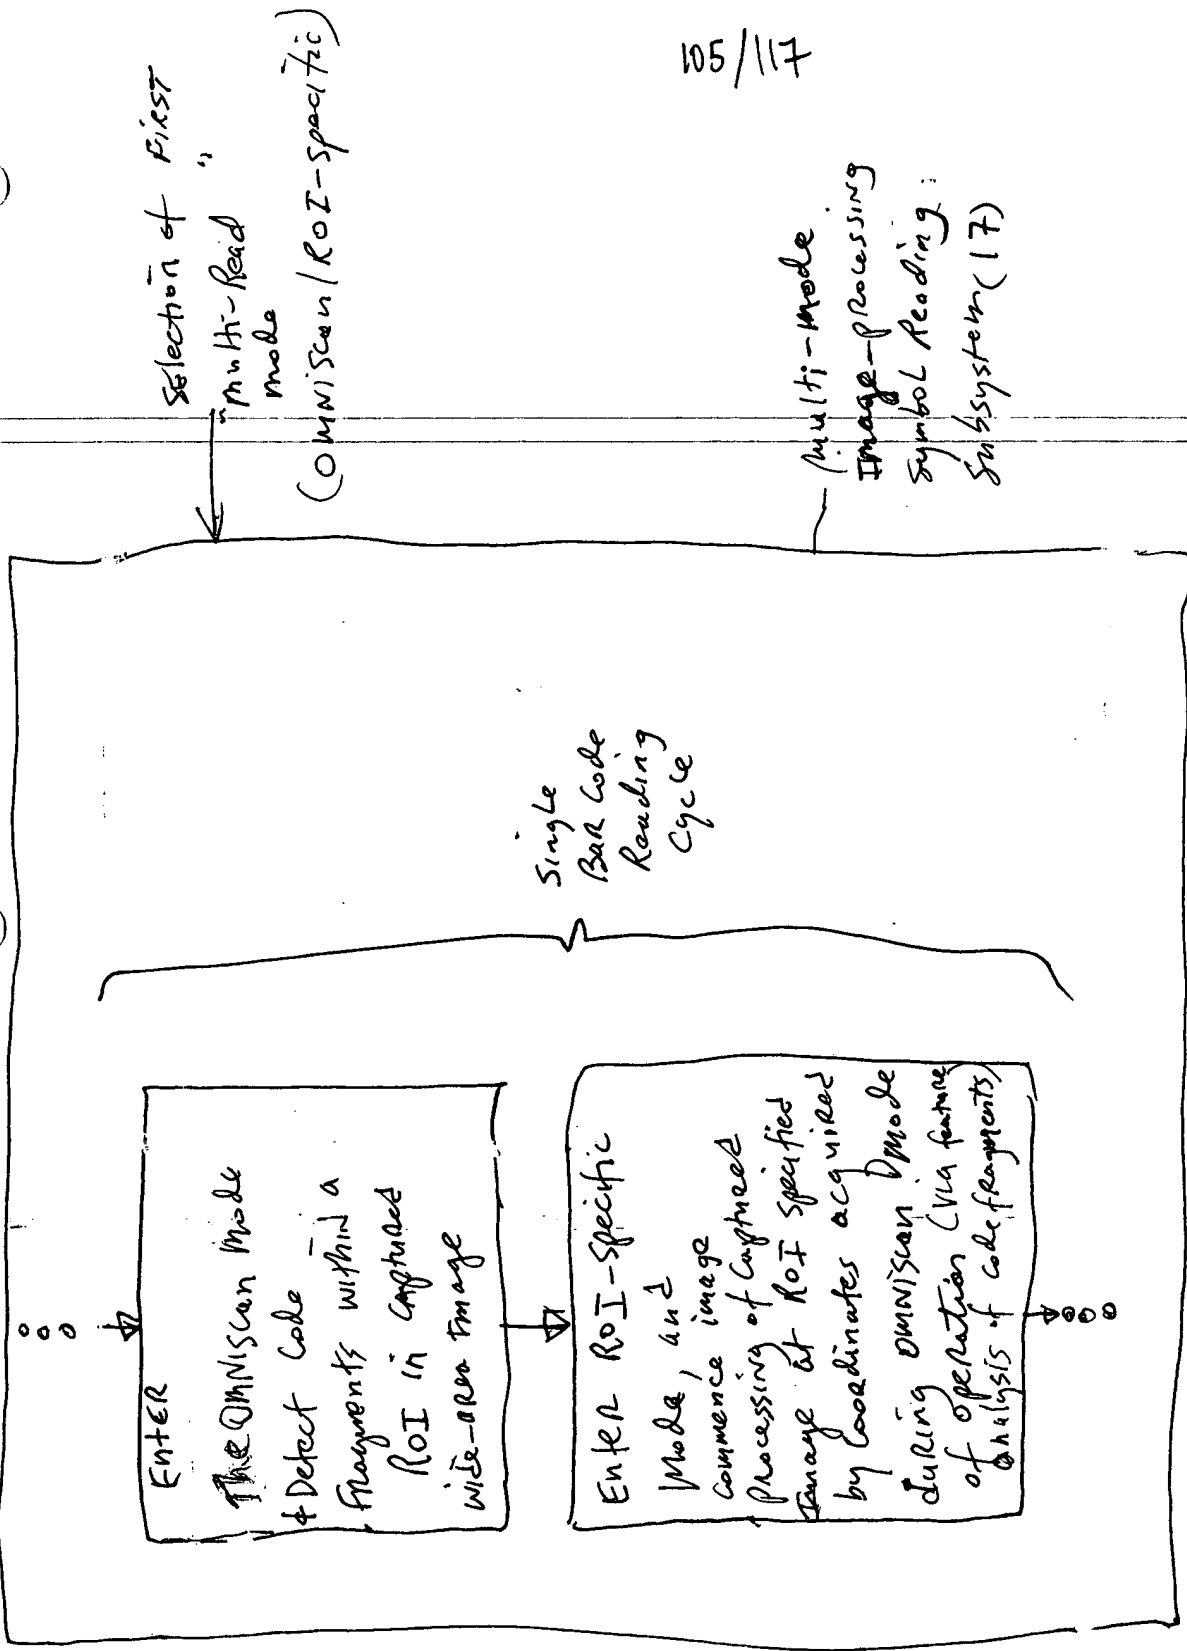 105/117
Selection of FIRST
"Multi-Read"
Mode
(OMNISCAN/ROI-Specific)
Multi-Mode
Image-Processing
Symbol Reading
Subsystem (17)
Enter
The OMNISCAN Mode
& Detect Code
Fragments within a
ROI in Captured
wide-area Image
Enter ROI-Specific
Mode, and
commence image
processing of Captured
Image at ROI specified
by Coordinates acquired
during OMNISCAN Mode
of operation (via feature
analysis of code fragments)
Single
Bar Code
Reading
Cycle